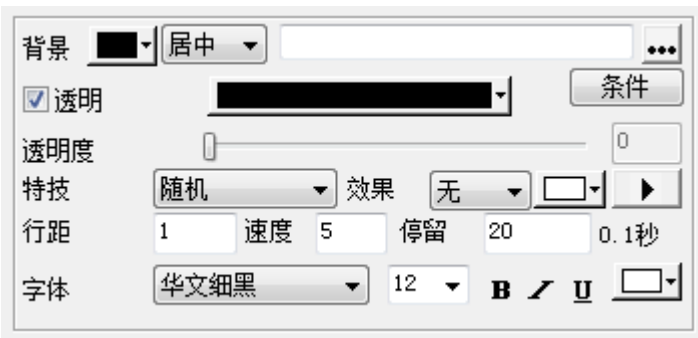 背景 居中 ...
透明 条件
透明度 0
特技 随机 效果 无
行距 1 速度 5 停留 20 0.1秒
字体 华文细黑 12 B I U